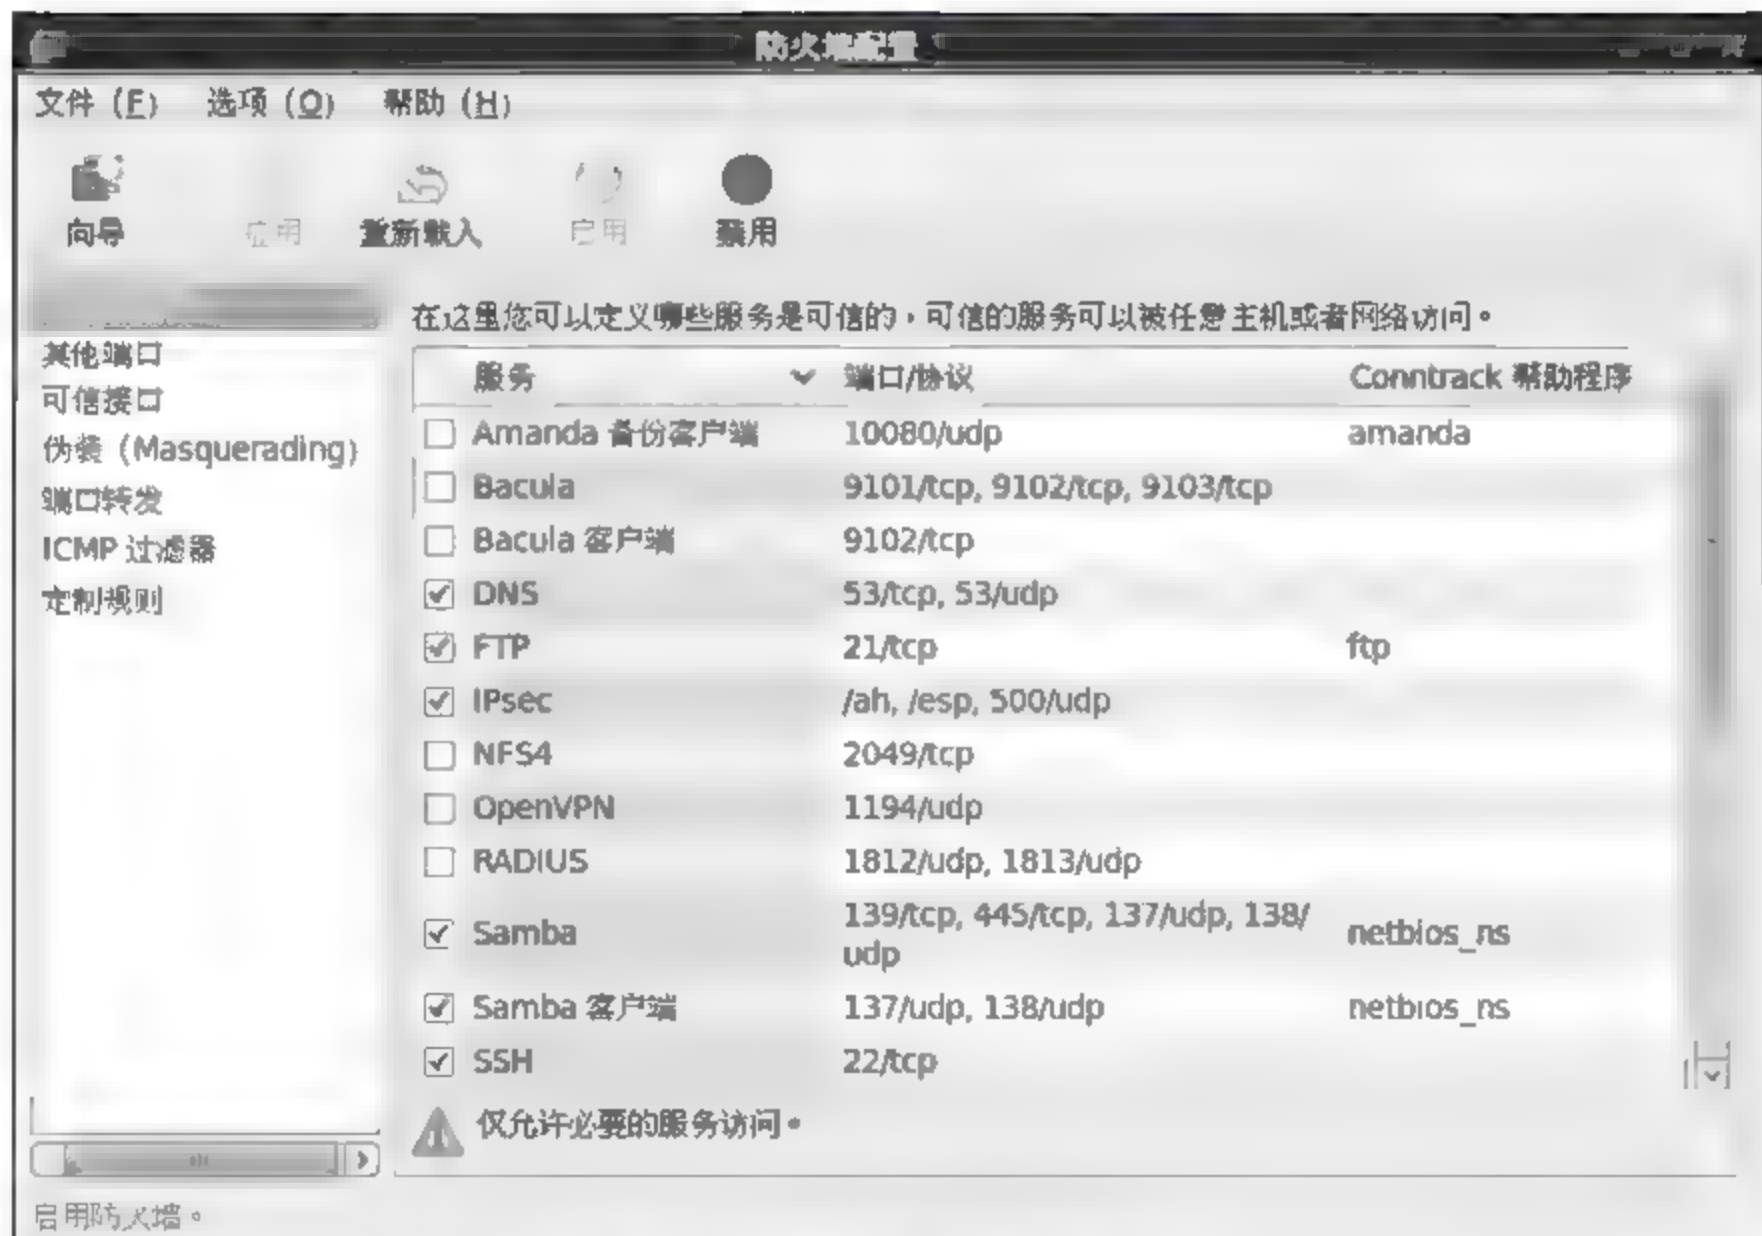 防火墙配置
文件 (F) 选项 (O) 帮助 (H)
向导 应用 重新载入 启用 禁用
在这里您可以定义哪些服务是可信的，可信的服务可以被任意主机或者网络访问。
其他端口
可信接口
伪装 (Masquerading)
端口转发
ICMP 过滤器
定制规则
服务 端口/协议 Conntrack 帮助程序
Amanda 备份客户端 10080/udp amanda
Bacula 9101/tcp, 9102/tcp, 9103/tcp
Bacula 客户端 9102/tcp
DNS 53/tcp, 53/udp
FTP 21/tcp ftp
IPsec /ah, /esp, 500/udp
NFS4 2049/tcp
OpenVPN 1194/udp
RADIUS 1812/udp, 1813/udp
Samba 139/tcp, 445/tcp, 137/udp, 138/
udp netbios_ns
Samba 客户端 137/udp, 138/udp netbios_ns
SSH 22/tcp
仅允许必要的服务访问。
启用防火墙。